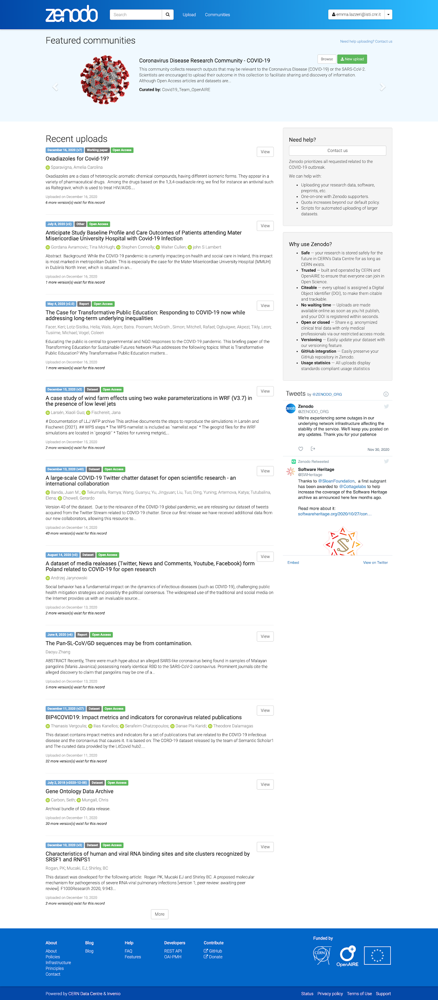 zenodo
Search
Upload
Communities
emma.lazzeri@isti.cnr.it
Featured communities
Need help uploading? Contact us
Coronavirus Disease Research Community - COVID-19
Browse
New upload
This community collects research outputs that may be relevant to the Coronavirus Disease (COVID-19) or the SARS-CoV-2.
Scientists are encouraged to upload their outcome in this collection to facilitate sharing and discovery of information.
Although Open Access articles and datasets are...
Curated by: Covid19_Team_OpenAIRE
Recent uploads
December 16, 2020 (v7) Working paper Open Access
View
Oxadiazoles for Covid-19?
Sparavigna, Amelia Carolina
Oxadiazoles are a class of heterocyclic aromatic chemical compounds, having different isomeric forms. They appear in a
variety of pharmaceutical drugs.  Among the drugs based on the 1,3,4-oxadiazole ring, we find for instance an antiviral such
as Raltegravir, which is used to treat HIV/AIDS....
Uploaded on December 16, 2020
6 more version(s) exist for this record
July 8, 2020 (v2) Other Open Access
View
Anticipate Study Baseline Profile and Care Outcomes of Patients attending Mater
Misericordiae University Hospital with Covid-19 Infection
Gordana Avramovic; Tina McHugh; Stephen Connolly; Walter Cullen; john S Lambert
Abstract  Background: While the COVID-19 pandemic is currently impacting on health and social care in Ireland, this impact
is most marked in metropolitan Dublin. This is especially the case for the Mater Misericordiae University Hospital (MMUH)
in Dublin's North Inner, which is situated in an...
Uploaded on December 16, 2020
1 more version(s) exist for this record
May 4, 2020 (v2.0) Report Open Access
View
The Case for Transformative Public Education: Responding to COVID-19 now while
addressing long-term underlying inequalities
Facer, Keri; Lotz-Sisitka, Heila; Wals, Arjen; Batra. Poonam; McGrath , Simon; Mitchell, Rafael; Ogbuigwe, Akpezi; Tikly, Leon;
Tusiime, Michael; Vogel, Coleen
Educating the public is central to governmental and NGO responses to the COVID-19 pandemic. This briefing paper of the
Transforming Education for Sustainable Futures Network Plus addresses the following topics: What is Transformative
Public Education? Why Transformative Public Education matters...
Uploaded on December 16, 2020
1 more version(s) exist for this record
December 15, 2020 (v3) Dataset Open Access
View
A case study of wind farm effects using two wake parameterizations in WRF (V3.7) in
the presence of low level jets
Larsén, Xiaoli Guo; Fischereit, Jana
# Documentation of LLJ WFP archive This archive documents the steps to reproduce the simulations in Larsén and
Fischereit (2021). ## WPS steps * The WPS-namelist is included as `namelist.wps` * The geogrid files for the WRF
simulations are located in `geogrid/` * Tables for running metgrid,...
Uploaded on December 15, 2020
2 more version(s) exist for this record
December 13, 2020 (v40) Dataset Open Access
View
A large-scale COVID-19 Twitter chatter dataset for open scientific research - an
international collaboration
Banda, Juan M.; Tekumalla, Ramya; Wang, Guanyu; Yu, Jingyuan; Liu, Tuo; Ding, Yuning; Artemova, Katya; Tutubalina,
Elena; Chowell, Gerardo
Version 40 of the dataset.  Due to the relevance of the COVID-19 global pandemic, we are releasing our dataset of tweets
acquired from the Twitter Stream related to COVID-19 chatter. Since our first release we have received additional data from
our new collaborators, allowing this resource to...
Uploaded on December 14, 2020
40 more version(s) exist for this record
August 14, 2020 (v3) Dataset Open Access
View
A dataset of media realeases (Twitter, News and Comments, Youtube, Facebook) form
Poland related to COVID-19 for open research
Andrzej Jarynowski
Social behavior has a fundamental impact on the dynamics of infectious diseases (such as COVID-19), challenging public
health mitigation strategies and possibly the political consensus. The widespread use of the traditional and social media on
the Internet provides us with an invaluable source...
Uploaded on December 13, 2020
2 more version(s) exist for this record
June 8, 2020 (v6) Report Open Access
View
The Pan-SL-CoV/GD sequences may be from contamination.
Daoyu Zhang
ABSTRACT Recently, There were much hype about an alleged SARS-like coronavirus being found in samples of Malayan
pangolins (Manis Javanica) possessing nearly identical RBD to the SARS-CoV-2 coronavirus. Prominent journals cite the
alleged discovery to claim that pangolins may be one of a...
Uploaded on December 13, 2020
5 more version(s) exist for this record
December 11, 2020 (v27) Dataset Open Access
View
BIP4COVID19: Impact metrics and indicators for coronavirus related publications
Thanasis Vergoulis; Ilias Kanellos; Serafeim Chatzopoulos; Danae Pla Karidi; Theodore Dalamagas
This dataset contains impact metrics and indicators for a set of publications that are related to the COVID-19 infectious
disease and the coronavirus that causes it. It is based on: The CORD-19 dataset released by the team of Semantic Scholar1
and The curated data provided by the LitCovid hub2....
Uploaded on December 11, 2020
32 more version(s) exist for this record
July 2, 2018 (v2020-12-08) Dataset Open Access
View
Gene Ontology Data Archive
Carbon, Seth; Mungall, Chris
Archival bundle of GO data release.
Uploaded on December 11, 2020
30 more version(s) exist for this record
December 10, 2020 (v3) Dataset Open Access
View
Characteristics of human and viral RNA binding sites and site clusters recognized by
SRSF1 and RNPS1
Rogan, PK; Mucaki, EJ; Shirley, BC
This dataset was developed for the following article:  Rogan PK, Mucaki EJ and Shirley BC. A proposed molecular
mechanism for pathogenesis of severe RNA-viral pulmonary infections [version 1; peer review: awaiting peer
review]. F1000Research 2020, 9:943...
Uploaded on December 10, 2020
2 more version(s) exist for this record
More
Need help?
Contact us
Zenodo prioritizes all requested related to the
COVID-19 outbreak.
We can help with:
• Uploading your research data, software,
preprints, etc.
• One-on-one with Zenodo supporters.
• Quota increases beyond our default policy.
• Scripts for automated uploading of larger
datasets.
Why use Zenodo?
• Safe — your research is stored safely for the
future in CERN's Data Centre for as long as
CERN exists.
• Trusted — built and operated by CERN and
OpenAIRE to ensure that everyone can join in
Open Science.
• Citeable — every upload is assigned a Digital
Object Identifier (DOI), to make them citable
and trackable.
• No waiting time — Uploads are made
available online as soon as you hit publish,
and your DOI is registered within seconds.
• Open or closed — Share e.g. anonymized
clinical trial data with only medical
professionals via our restricted access mode.
• Versioning — Easily update your dataset with
our versioning feature.
• GitHub integration — Easily preserve your
GitHub repository in Zenodo.
• Usage statisics — All uploads display
standards compliant usage statistics
Tweets by @ZENODO_ORG
zenodo
Zenodo
@ZENODO_ORG
We're experiencing some outages in our
underlying network infrastructure affecting the
stability of the service. We'll keep you posted on
any updates. Thank you for your patience
Nov 30, 2020
Zenodo Retweeted
Software Heritage
@SWHeritage
Thanks to @SloanFoundation,  a first subgrant
has been awarded to @Cottagelabs to help
increase the coverage of the Software Heritage
archive as announced here few months ago.
Read more about it:
softwareheritage.org/2020/10/27/con…
Embed
View on Twitter
About
About
Policies
Infrastructure
Principles
Contact
Blog
Blog
Help
FAQ
Features
Developers
REST API
OAI-PMH
Contribute
GitHub
Donate
Funded by
CERN
OpenAIRE
Powered by CERN Data Centre & Invenio
Status
Privacy policy
Terms of Use
Support